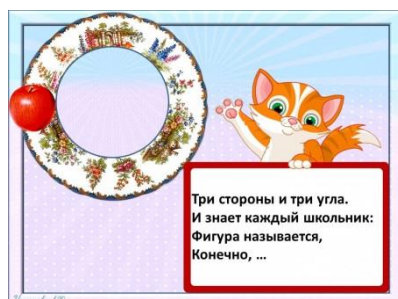 Три стороны и три угла.
И знает каждый школьник:
Фигура называется,
Конечно, ...